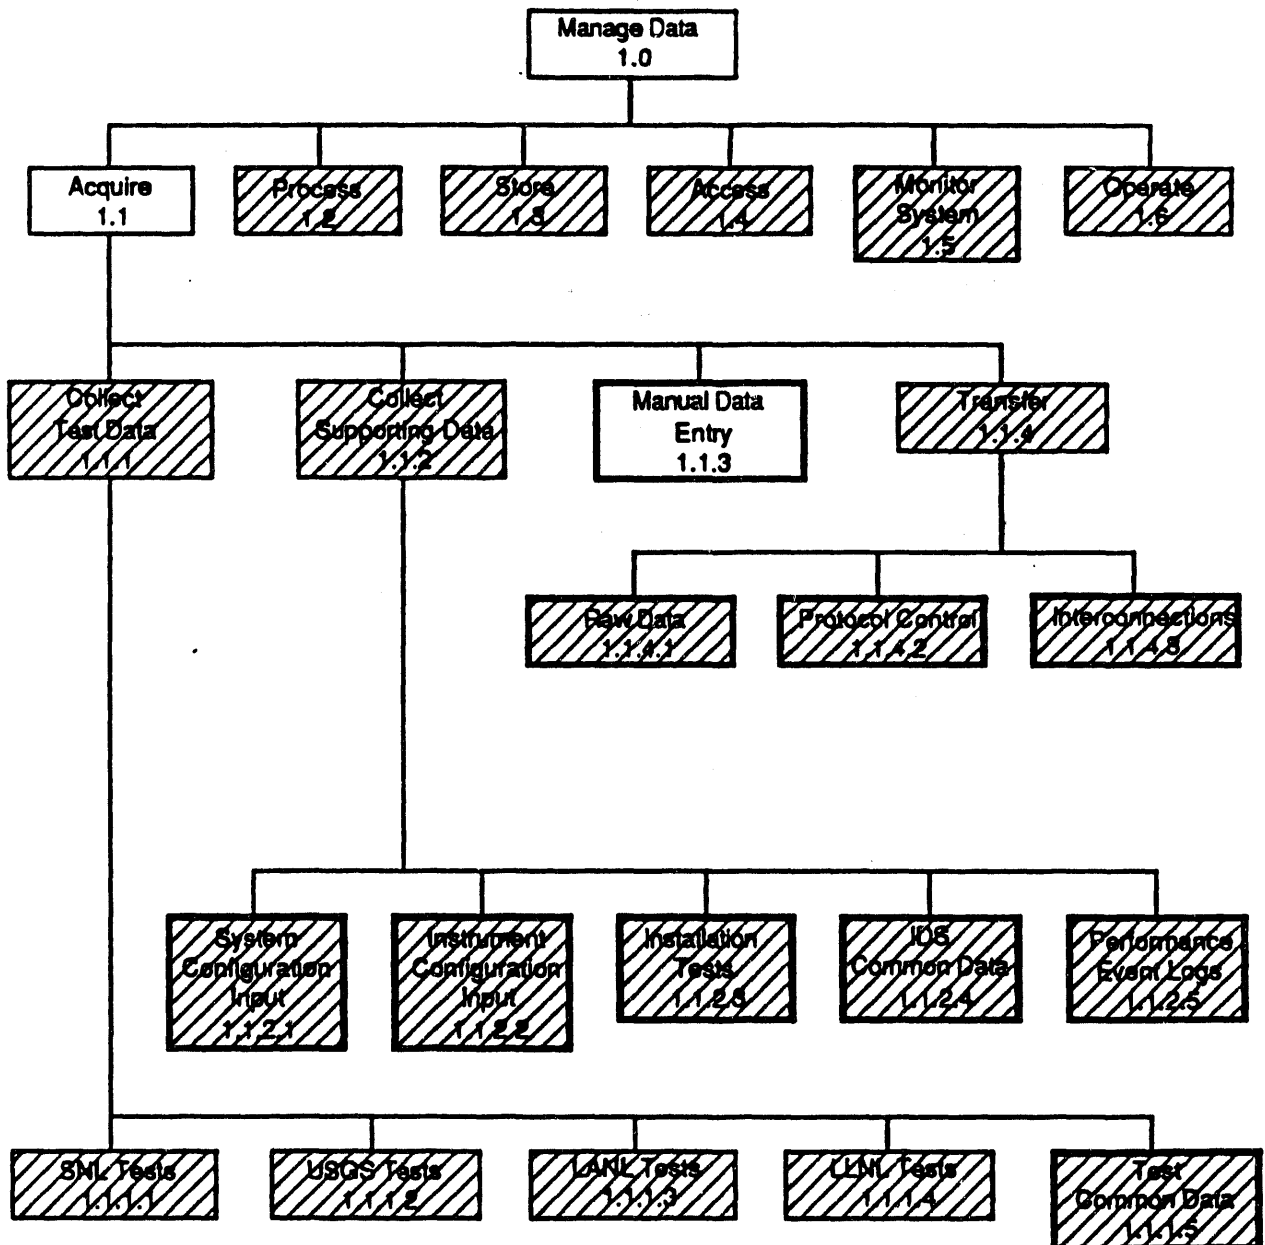 Manage Data
1.0
Acquire
1.1
Process
1.2
Store
1.3
Access
1.4
Monitor
System
1.5
Operate
1.6
Collect
Test Data
1.1.1
Collect
Supporting Data
1.1.2
Manual Data
Entry
1.1.3
Transfer
1.1.4
Raw Data
1.1.4.1
Protocol Control
1.1.4.2
Interconnections
1.1.4.3
System
Configuration
Input
1.1.2.1
Instrument
Configuration
Input
1.1.2.2
Installation
Tests
1.1.2.3
IDS
Common Data
1.1.2.4
Performance
Event Logs
1.1.2.5
SNL Tests
1.1.1.1
USGS Tests
1.1.1.2
LANL Tests
1.1.1.3
LLNL Tests
1.1.1.4
Test
Common Data
1.1.1.5